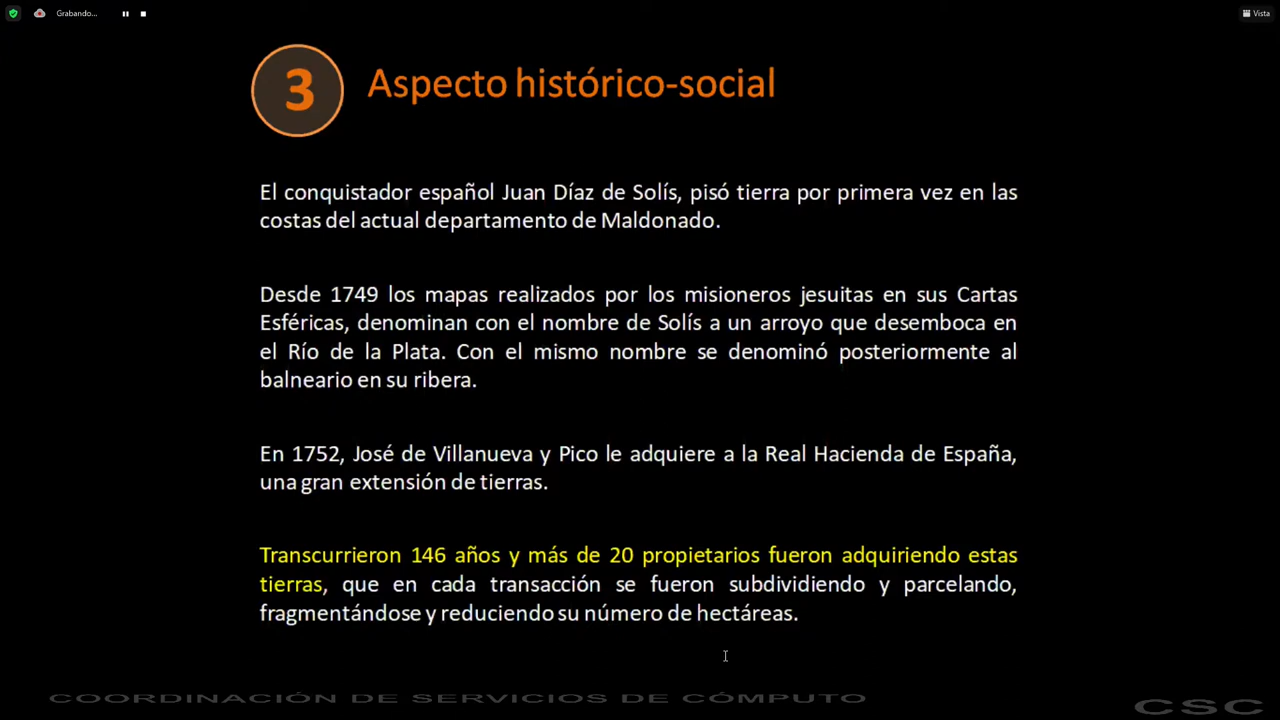 Grabando...
Vista
3
Aspecto histórico-social
El conquistador español Juan Díaz de Solís, pisó tierra por primera vez en las
costas del actual departamento de Maldonado.
Desde 1749 los mapas realizados por los misioneros jesuitas en sus Cartas
Esféricas, denominan con el nombre de Solís a un arroyo que desemboca en
el Río de la Plata. Con el mismo nombre se denominó posteriormente al
balneario en su ribera.
En 1752, José de Villanueva y Pico le adquiere a la Real Hacienda de España,
una gran extensión de tierras.
Transcurrieron 146 años y más de 20 propietarios fueron adquiriendo estas
tierras, que en cada transacción se fueron subdividiendo y parcelando,
fragmentándose y reduciendo su número de hectáreas.
COORDINACIÓN DE SERVICIOS DE CÓMPUTO
CSC